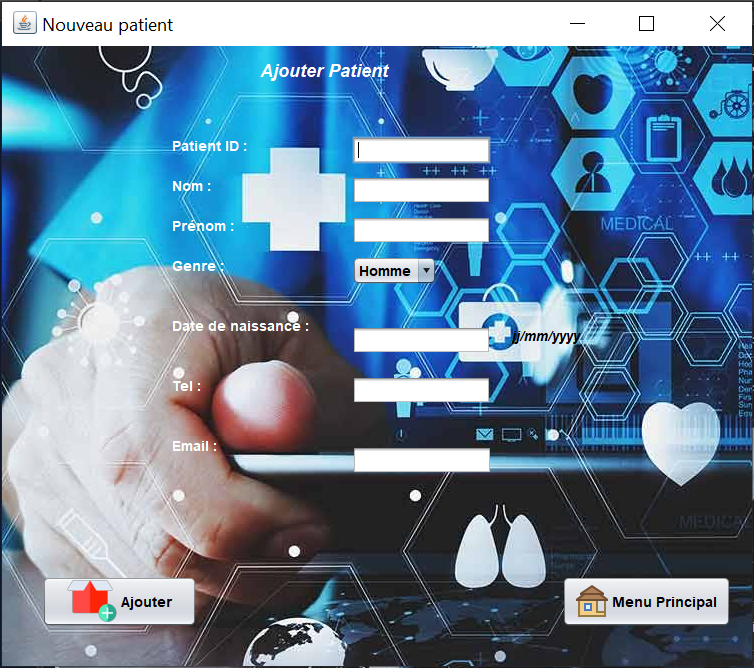 Nouveau patient
Ajouter Patient
Patient ID :
Nom :
Prénom :
MEDICAL
Genre :
Homme
Date de naissance :
jj/mm/yyyy
Tel :
Email :
MEDICA
Ajouter
Menu Principal